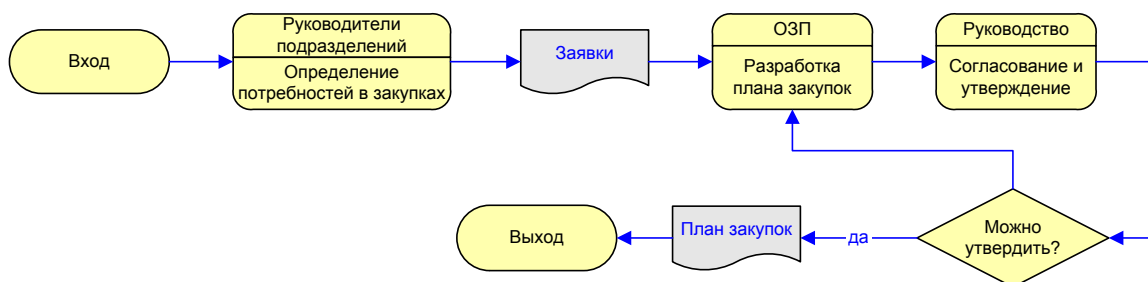 Вход
Руководители
подразделений
Определение
потребностей в закупках
Заявки
ОЗП
Разработка
плана закупок
Руководство
Согласование и
утверждение
Можно
утвердить?
да
План закупок
Выход